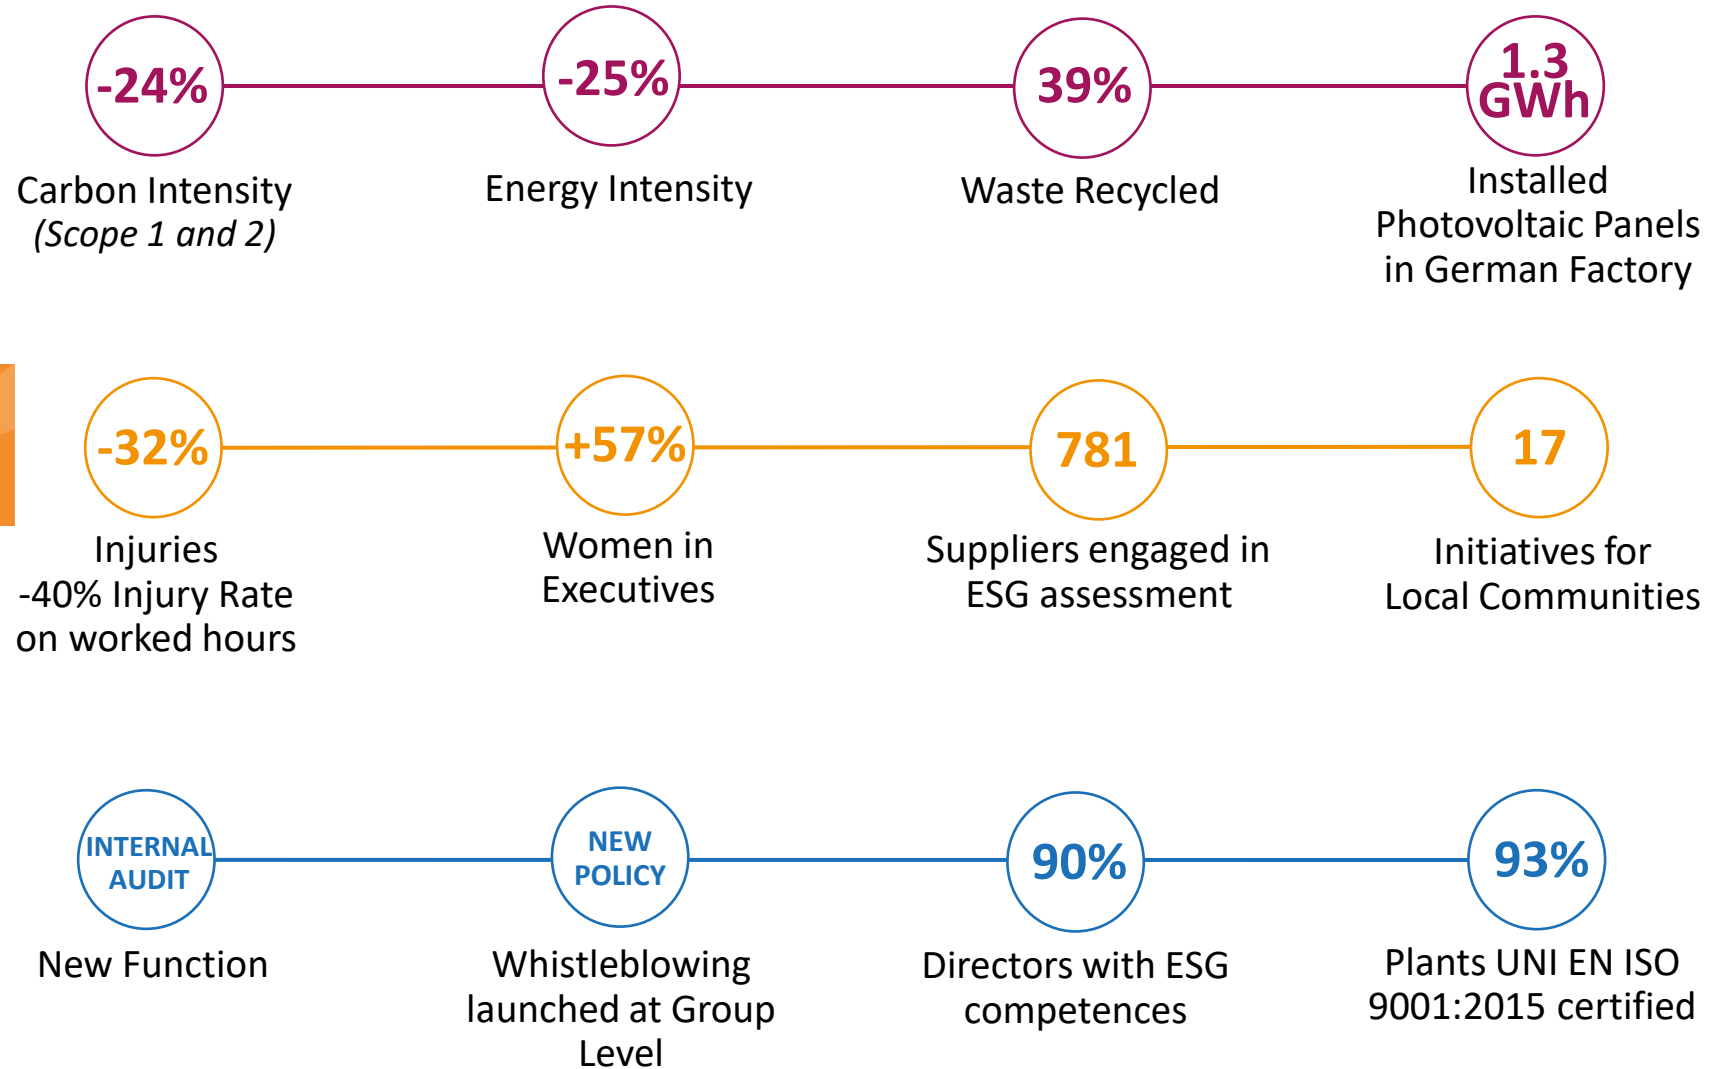 -24%
Carbon Intensity
(Scope 1 and 2)
-25%
Energy Intensity
39%
Waste Recycled
1.3
GWh
Installed
Photovoltaic Panels
in German Factory
-32%
Injuries
-40% Injury Rate
on worked hours
+57%
Women in
Executives
781
Suppliers engaged in
ESG assessment
17
Initiatives for
Local Communities
INTERNAL
AUDIT
New Function
NEW
POLICY
Whistleblowing
launched at Group
Level
90%
Directors with ESG
competences
93%
Plants UNI EN ISO
9001:2015 certified